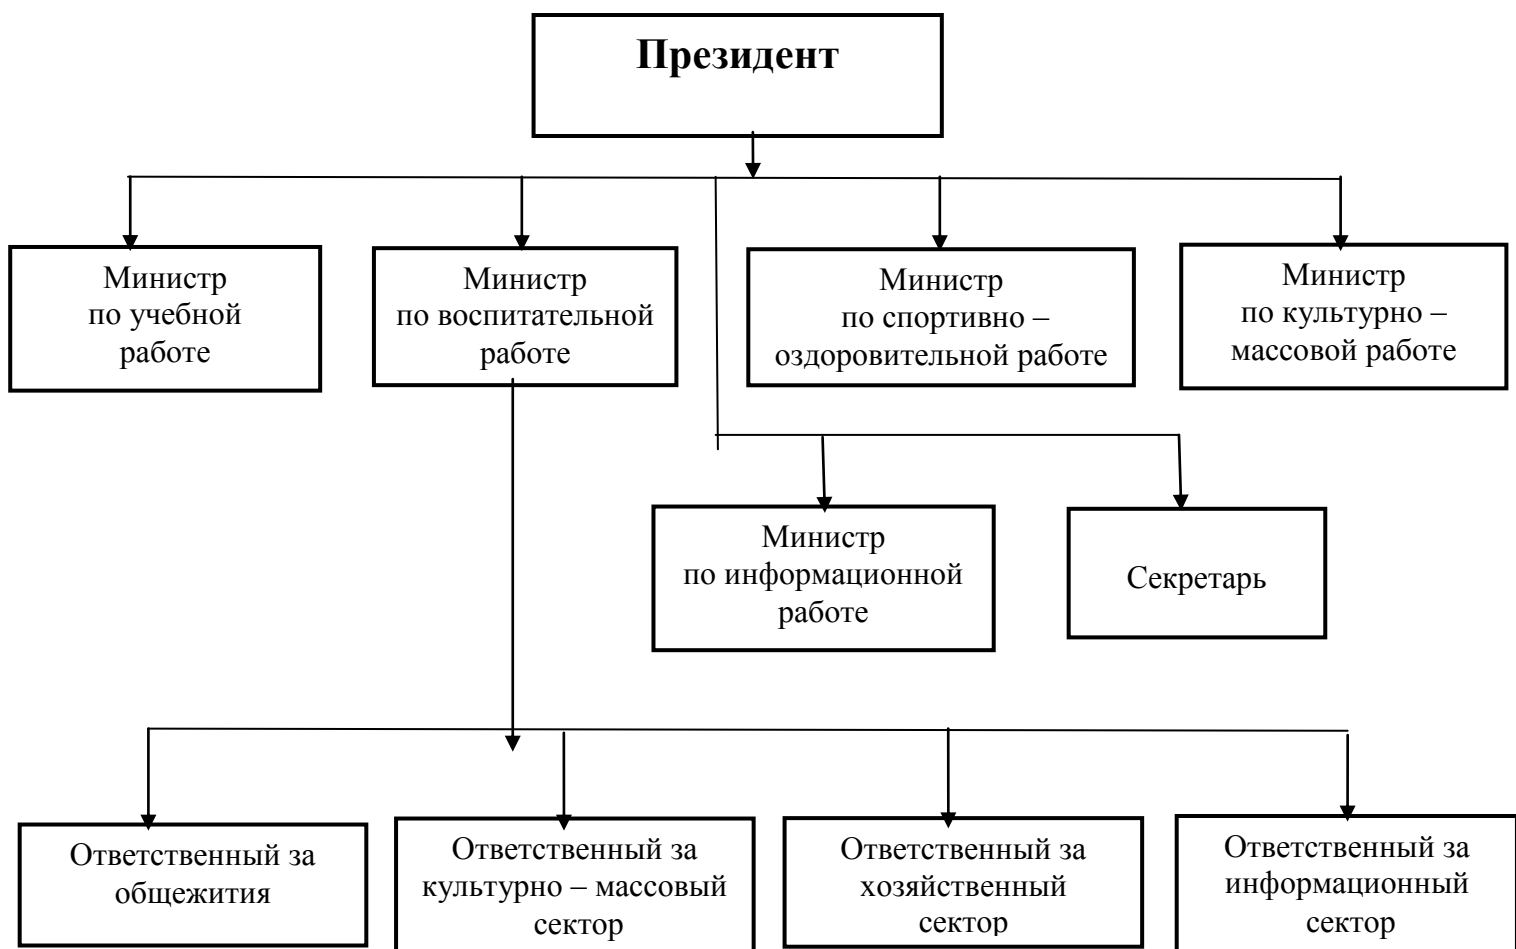 Президент
Министр
по учебной
работе
Министр
по воспитательной
работе
Министр
по спортивно –
оздоровительной работе
Министр
по культурно –
массовой работе
Министр
по информационной
работе
Секретарь
Ответственный за
общежития
Ответственный за
культурно – массовый
сектор
Ответственный за
хозяйственный
сектор
Ответственный за
информационный
сектор